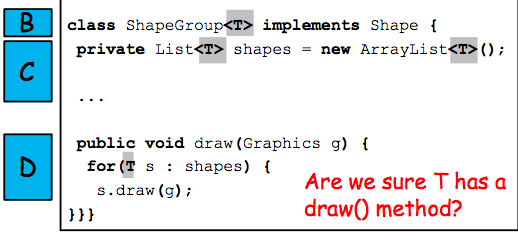 B
class ShapeGroup<T> implements Shape {
C
private List<T> shapes = new ArrayList<T>();
...
D
public void draw(Graphics g) {
for(T s : shapes) {
s.draw(g);
}}}
Are we sure T has a
draw() method?